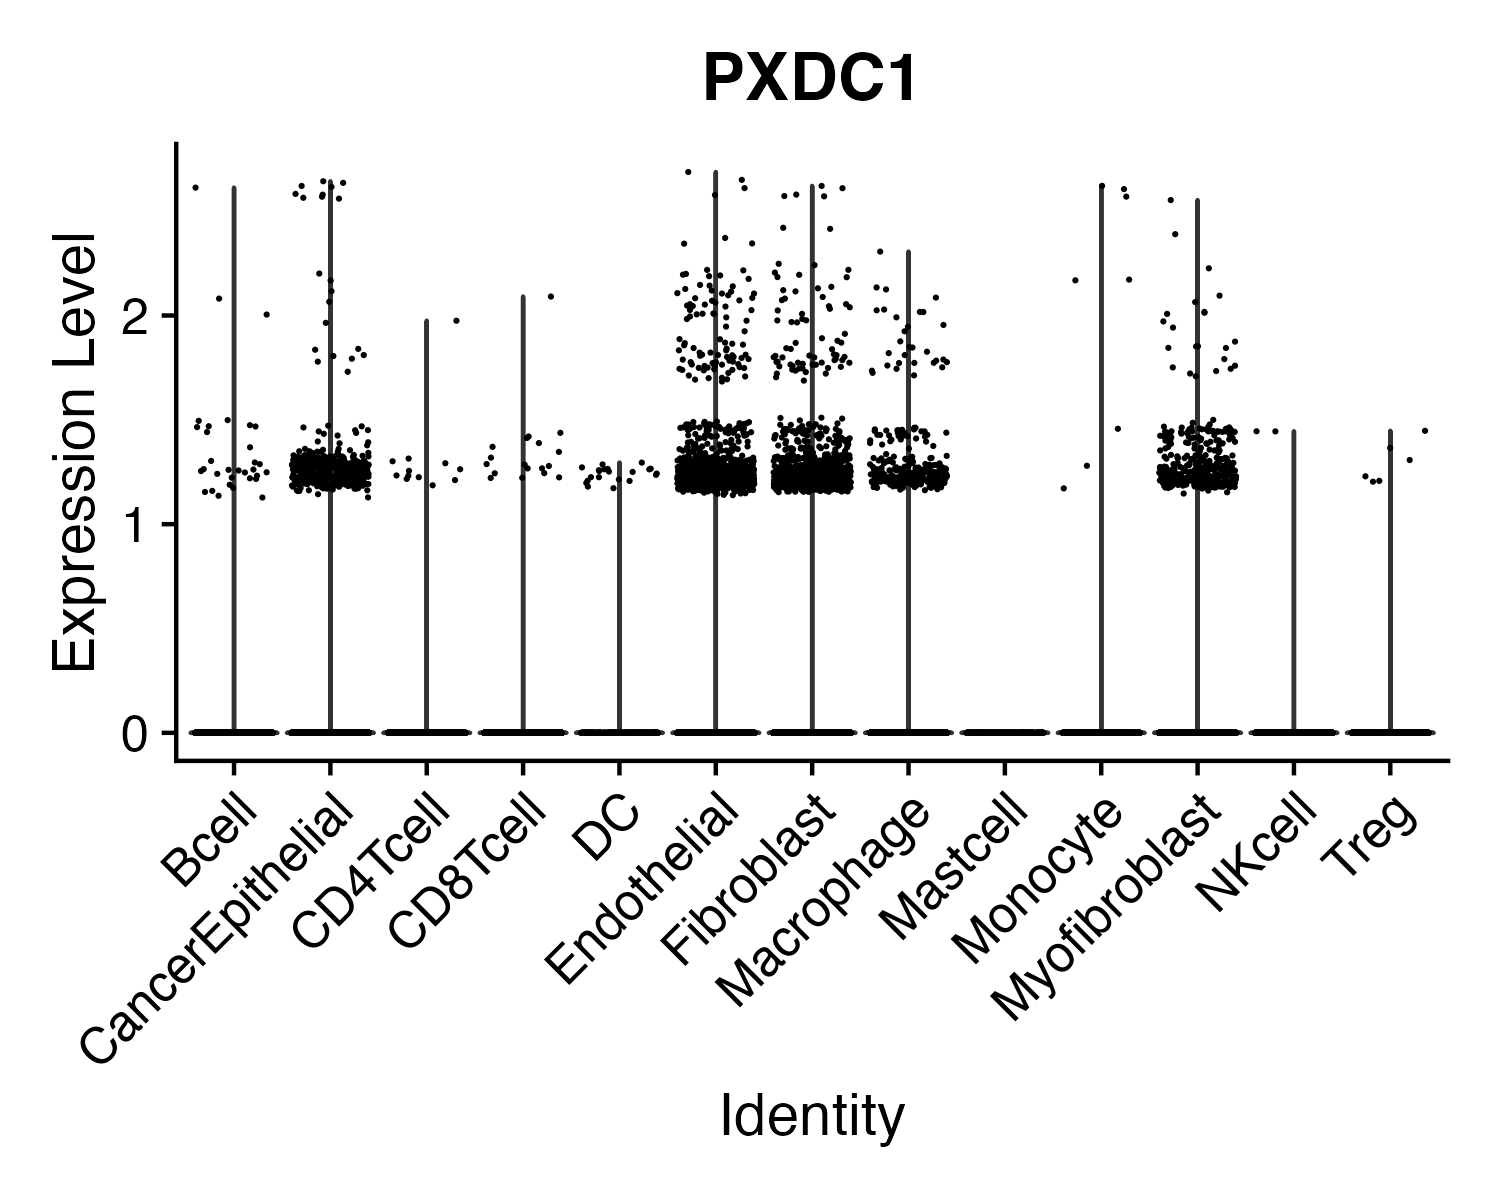 PXDC1
Expression Level
2
1
0
Bcell
CancerEpithelial
CD4Tcell
CD8Tcell
DC
Endothelial
Fibroblast
Macrophage
Mastcell
Monocyte
Myofibroblast
NKcell
Treg
Identity